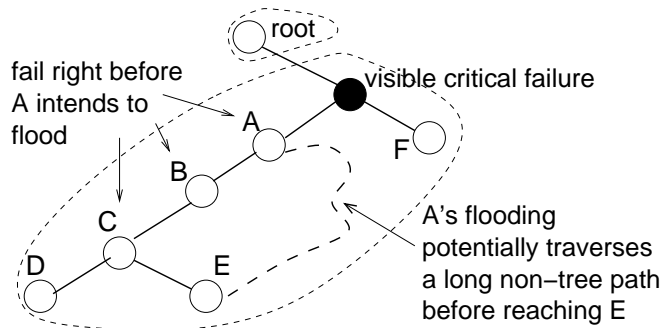 root
fail right before
A intends to
flood
visible critical failure
A
F
B
C
D
E
A's flooding
potentially traverses
a long non−tree path
before reaching E